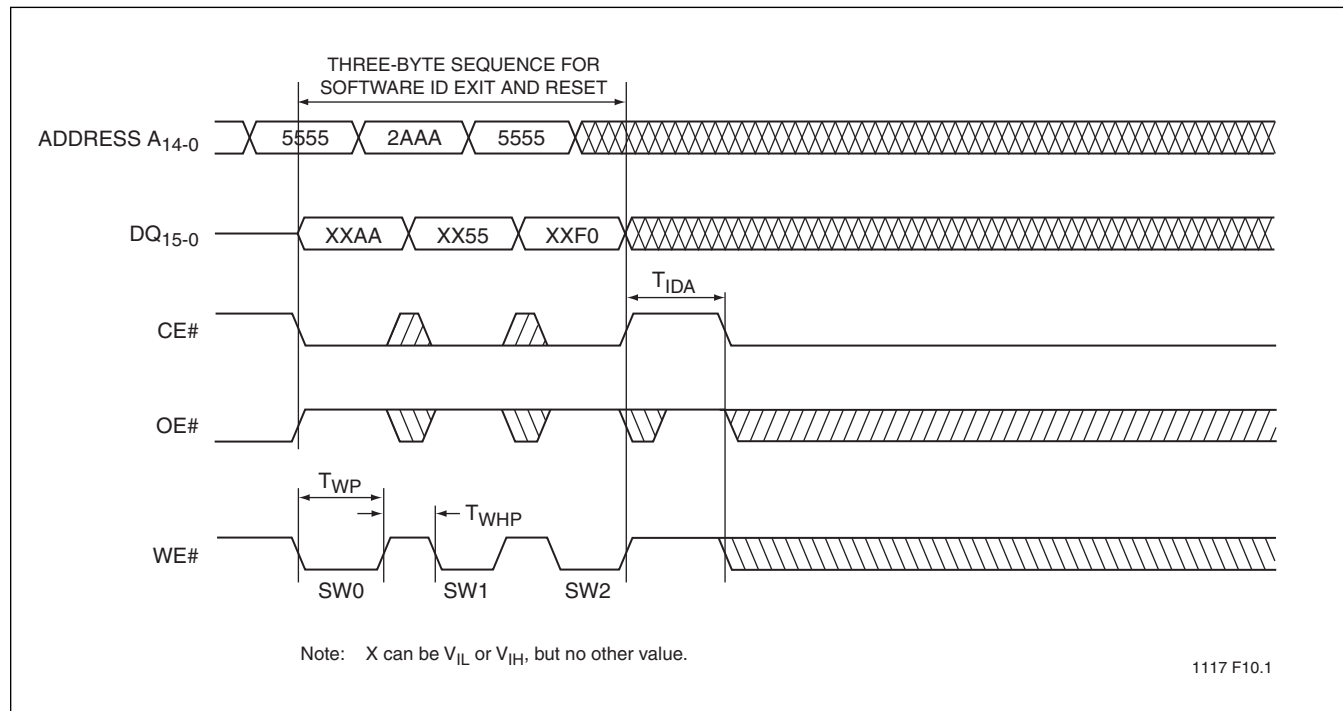 THREE-BYTE SEQUENCE FOR
SOFTWARE ID EXIT AND RESET
ADDRESS A14-0
5555
2AAA
5555
DQ15-0
XXAA
XX55
XXF0
TIDA
CE#
OE#
TWP
TWHP
WE#
SW0
SW1
SW2
Note: X can be VIL or VIH, but no other value.
1117 F10.1